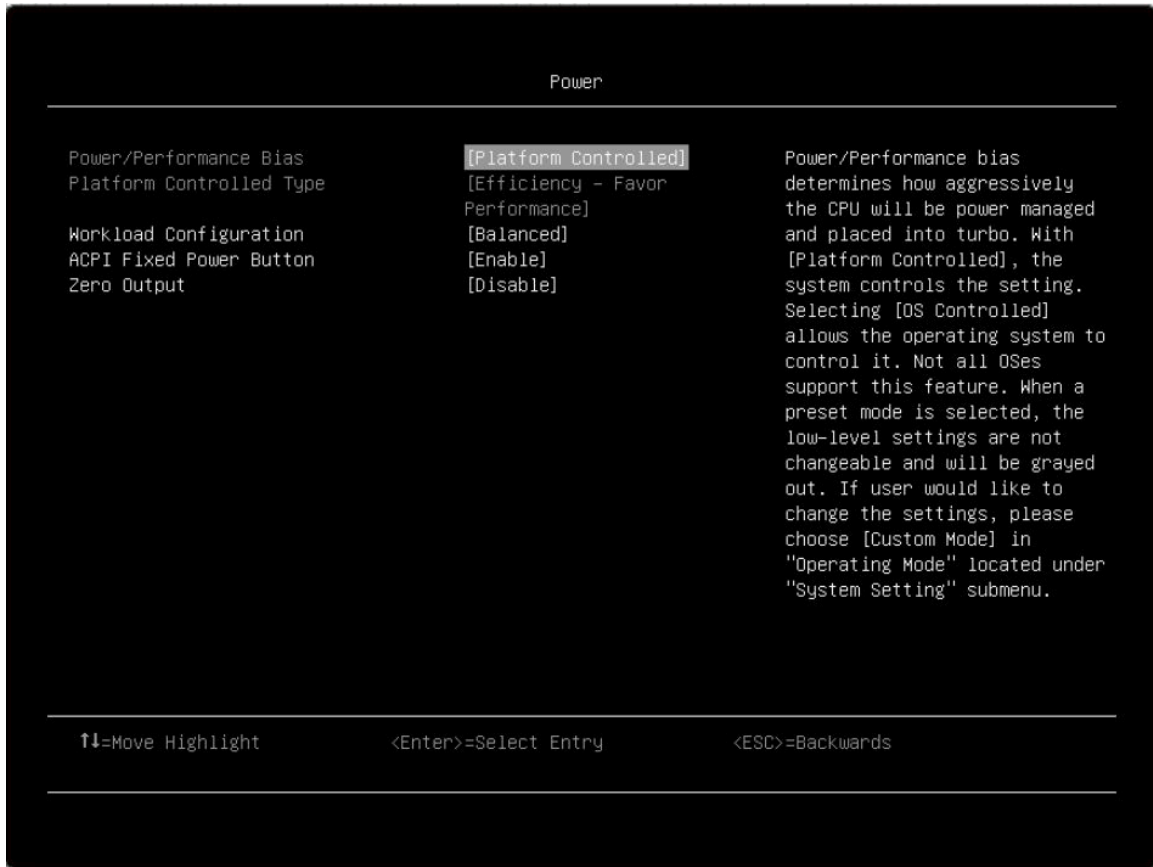 Power
Power/Performance Bias [Platform Controlled]
Platform Controlled Type [Efficiency – Favor
Performance]
Workload Configuration [Balanced]
ACPI Fixed Power Button [Enable]
Zero Output [Disable]
Power/Performance bias
determines how aggressively
the CPU will be power managed
and placed into turbo. With
[Platform Controlled], the
system controls the setting.
Selecting [OS Controlled]
allows the operating system to
control it. Not all OSes
support this feature. When a
preset mode is selected, the
low-level settings are not
changeable and will be grayed
out. If user would like to
change the settings, please
choose [Custom Mode] in
"Operating Mode" located under
"System Setting" submenu.
↑↓=Move Highlight <Enter>=Select Entry <ESC>=Backwards